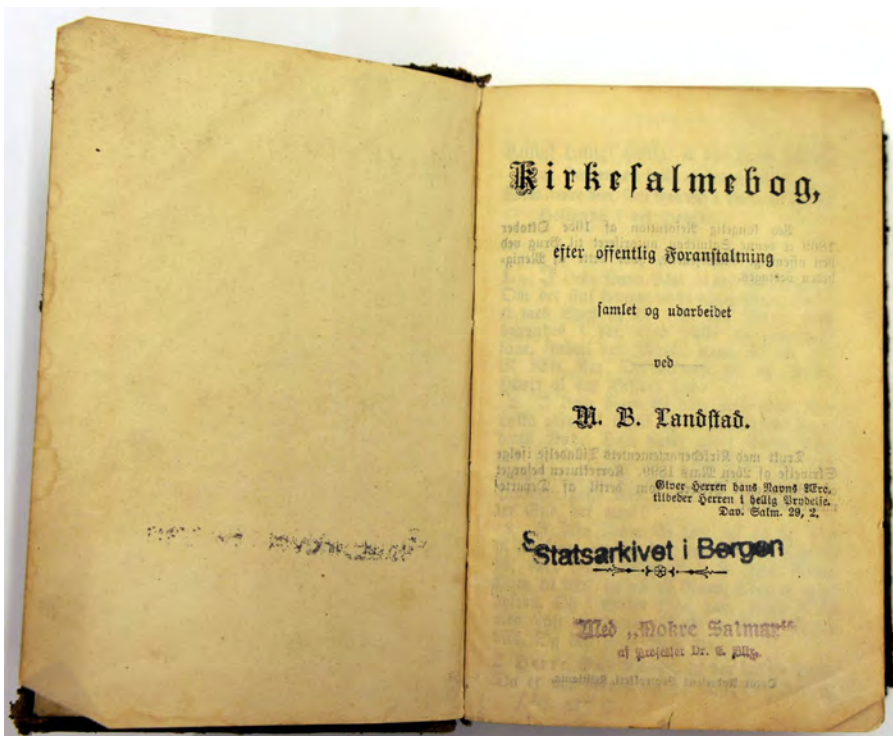 Kirkesalmebog,
efter offentlig Foranstaltning
samlet og udarbeidet
ved
M. B. Landstad.
Giver Herren hans Navns Ære,
tilbeder Herren i hellig Prydelse.
Dav. Salm. 29, 2.
Statsarkivet i Bergen
Med „Nokre Salmar“
af Professor Dr. E. Blix.